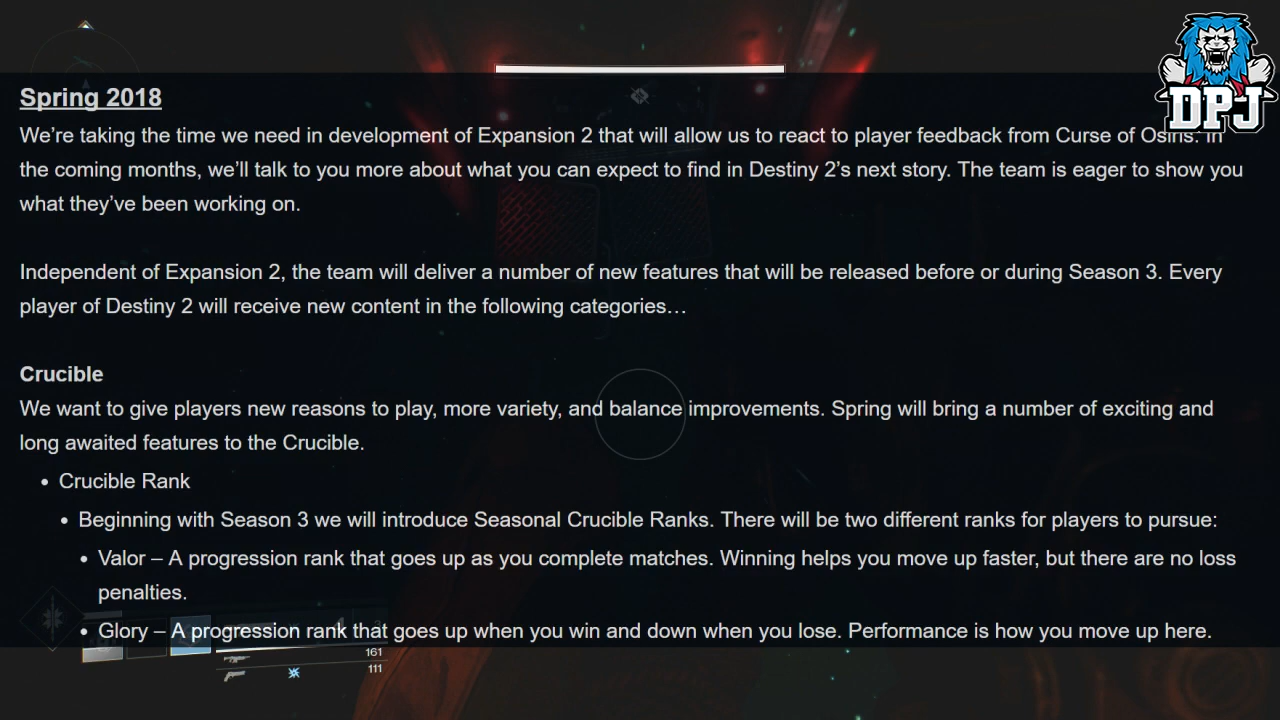 DPJ
Spring 2018
We're taking the time we need in development of Expansion 2 that will allow us to react to player feedback from Curse of Osiris. In
the coming months, we'll talk to you more about what you can expect to find in Destiny 2's next story. The team is eager to show you
what they've been working on.
Independent of Expansion 2, the team will deliver a number of new features that will be released before or during Season 3. Every
player of Destiny 2 will receive new content in the following categories…
Crucible
We want to give players new reasons to play, more variety, and balance improvements. Spring will bring a number of exciting and
long awaited features to the Crucible.
• Crucible Rank
• Beginning with Season 3 we will introduce Seasonal Crucible Ranks. There will be two different ranks for players to pursue:
• Valor – A progression rank that goes up as you complete matches. Winning helps you move up faster, but there are no loss
penalties.
• Glory – A progression rank that goes up when you win and down when you lose. Performance is how you move up here.
161
111